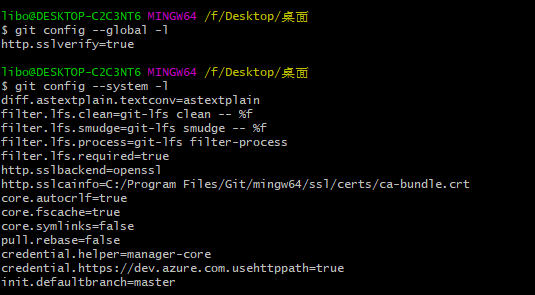 libo@DESKTOP-C2C3NT6 MINGW64 /f/Desktop/桌面
$ git config --global -l
http.sslverify=true
libo@DESKTOP-C2C3NT6 MINGW64 /f/Desktop/桌面
$ git config --system -l
diff.astextplain.textconv=astextplain
filter.lfs.clean=git-lfs clean -- %f
filter.lfs.smudge=git-lfs smudge -- %f
filter.lfs.process=git-lfs filter-process
filter.lfs.required=true
http.sslbackend=openssl
http.sslcainfo=C:/Program Files/Git/mingw64/ssl/certs/ca-bundle.crt
core.autocrlf=true
core.fscache=true
core.symlinks=false
pull.rebase=false
credential.helper=manager-core
credential.https://dev.azure.com.usehttppath=true
init.defaultbranch=master